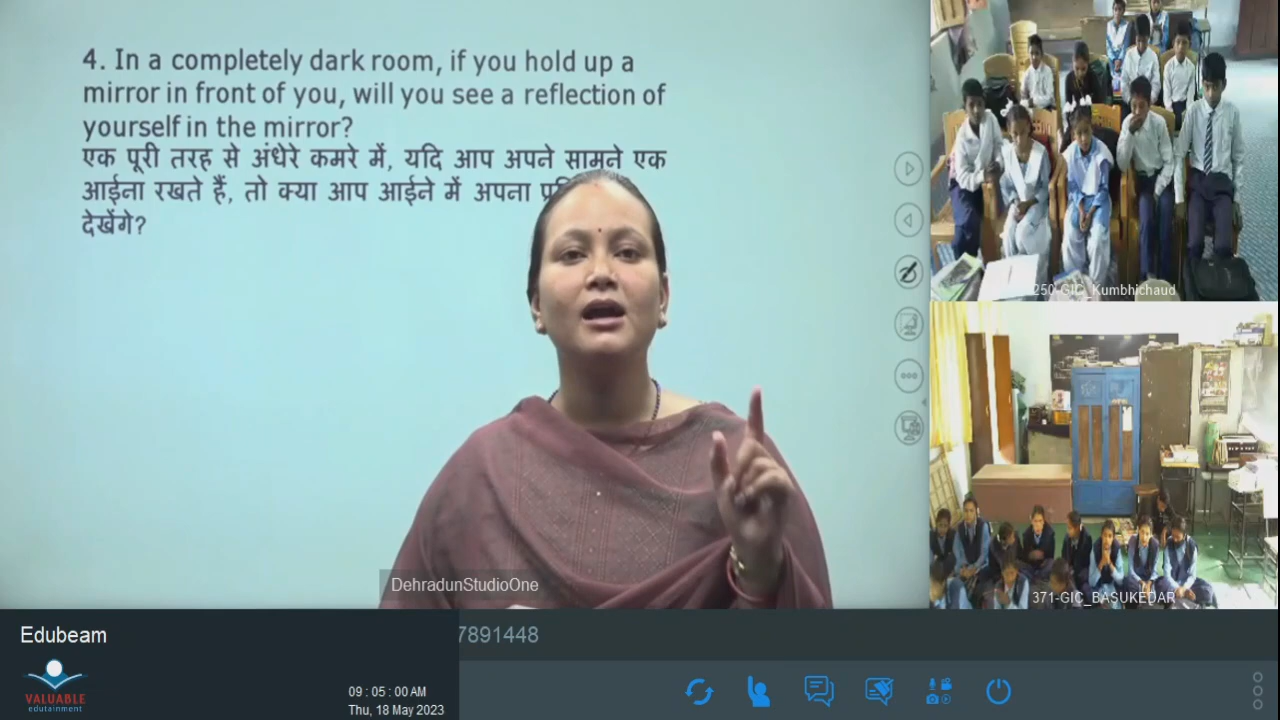 4. In a completely dark room, if you hold up a
mirror in front of you, will you see a reflection of
yourself in the mirror?
एक पूरी तरह से अंधेरे कमरे में, यदि आप अपने सामने एक
आईना रखते हैं, तो क्या आप आईने में अपना
देखेंगे?
250-GIC_Kumbhichaud
371-GIC_BASUKEDAR
DehradunStudioOne
Edubeam
7891448
VALUABLE
edutainment
09 : 05 : 00 AM
Thu, 18 May 2023